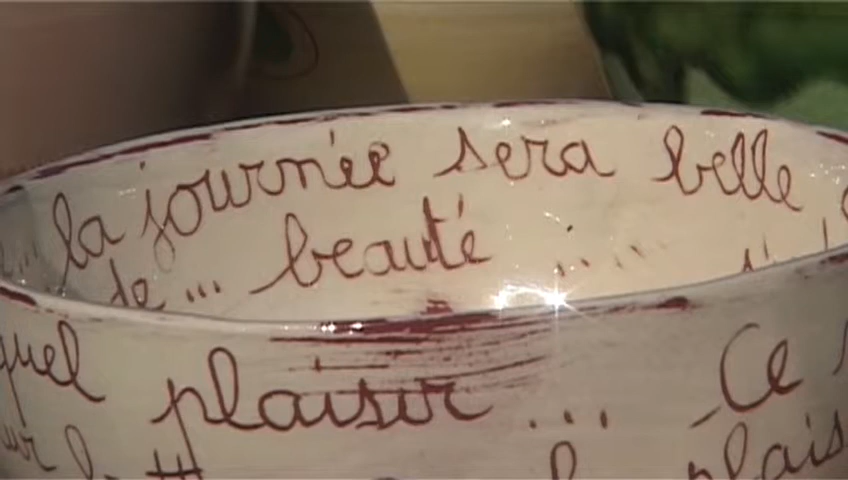 la journée sera belle
de ... beauté ......
quel plaisir ... Ce
plais